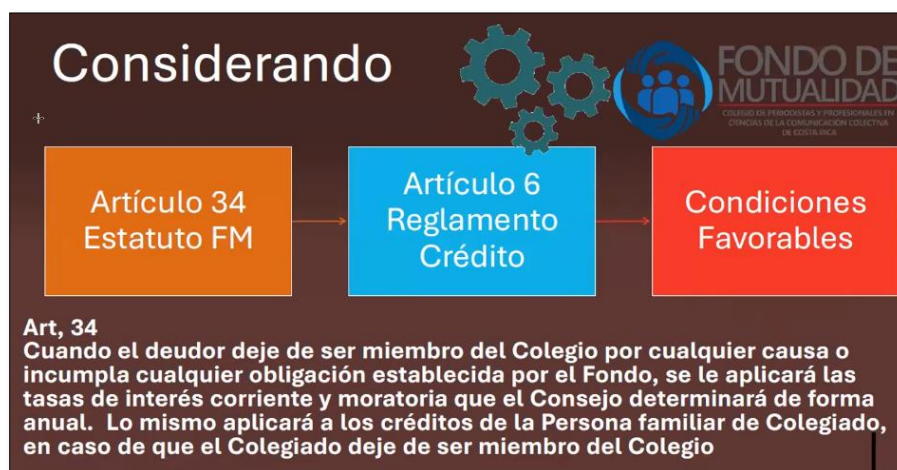 Considerando
FONDO DE
MUTUALIDAD
COLEGIO DE PERIODISTAS Y PROFESIONALES EN
CIENCIAS DE LA COMUNICACIÓN COLECTIVA
DE COSTA RICA
Artículo 34
Estatuto FM
Artículo 6
Reglamento
Crédito
Condiciones
Favorables
Art, 34
Cuando el deudor deje de ser miembro del Colegio por cualquier causa o
incumpla cualquier obligación establecida por el Fondo, se le aplicará las
tasas de interés corriente y moratoria que el Consejo determinará de forma
anual.  Lo mismo aplicará a los créditos de la Persona familiar de Colegiado,
en caso de que el Colegiado deje de ser miembro del Colegio